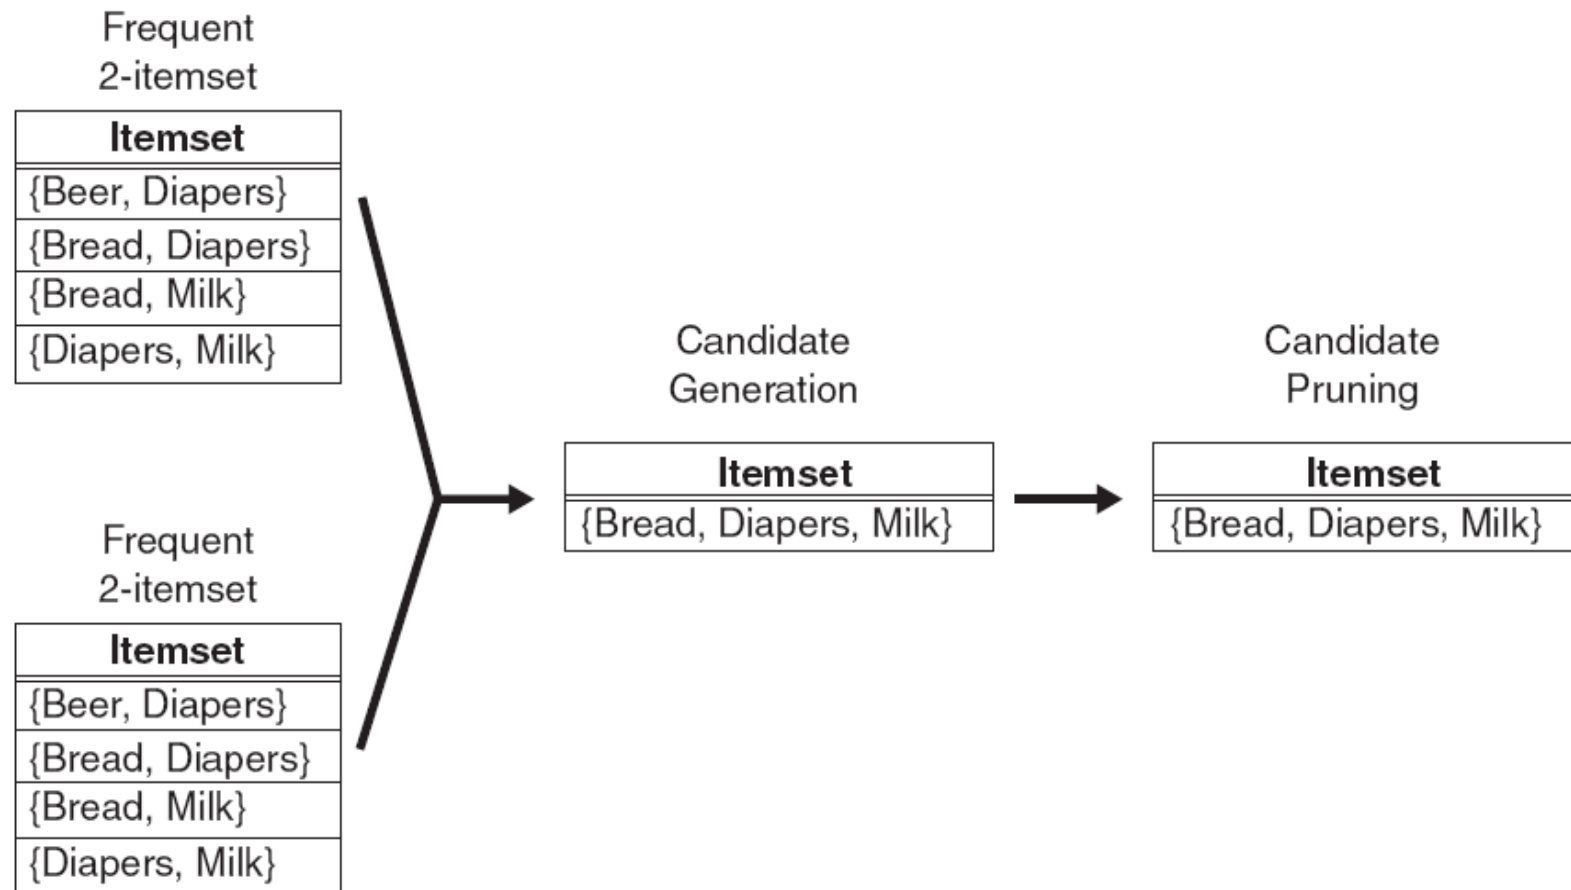 Frequent
2-itemset
Itemset
{Beer, Diapers}
{Bread, Diapers}
{Bread, Milk}
{Diapers, Milk}
Frequent
2-itemset
Itemset
{Beer, Diapers}
{Bread, Diapers}
{Bread, Milk}
{Diapers, Milk}
Candidate
Generation
Itemset
{Bread, Diapers, Milk}
Candidate
Pruning
Itemset
{Bread, Diapers, Milk}